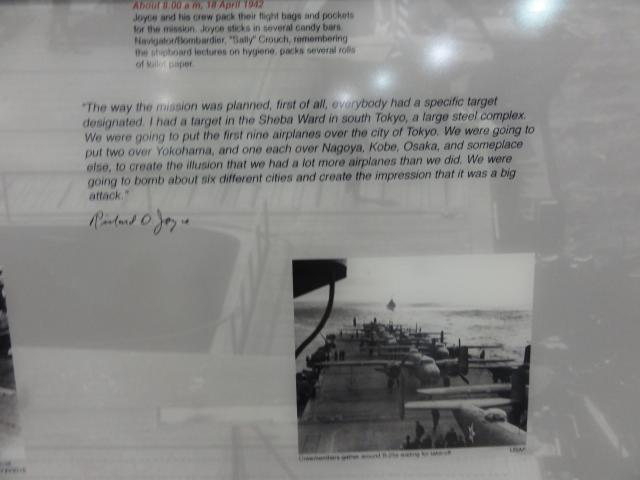 About 8.00 a m, 18 April 1942
Joyce and his crew pack their flight bags and pockets
for the mission. Joyce sticks in several candy bars.
Navigator/Bombardier, "Sally" Crouch, remembering
the shipboard lectures on hygiene, packs several rolls
of toilet paper.
"The way the mission was planned, first of all, everybody had a specific target
designated. I had a target in the Sheba Ward in south Tokyo, a large steel complex.
We were going to put the first nine airplanes over the city of Tokyo. We were going to
put two over Yokohama, and one each over Nagoya, Kobe, Osaka, and someplace
else, to create the illusion that we had a lot more airplanes than we did. We were
going to bomb about six different cities and create the impression that it was a big
attack."
Richard O. Joyce
Crewmembers gather around B-25s waiting for take-off
USAF